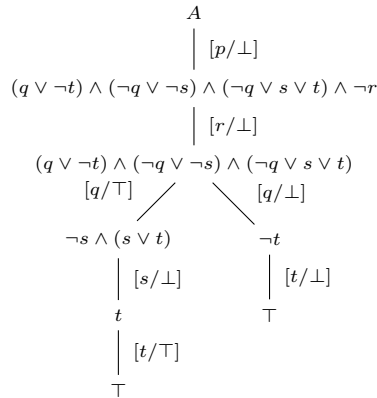 A
[p/⊥]
(q ∨ ¬t) ∧ (¬q ∨ ¬s) ∧ (¬q ∨ s ∨ t) ∧ ¬r
[r/⊥]
(q ∨ ¬t) ∧ (¬q ∨ ¬s) ∧ (¬q ∨ s ∨ t)
[q/⊤] [q/⊥]
¬s ∧ (s ∨ t) ¬t
[s/⊥] [t/⊥]
t ⊤
[t/⊤]
⊤